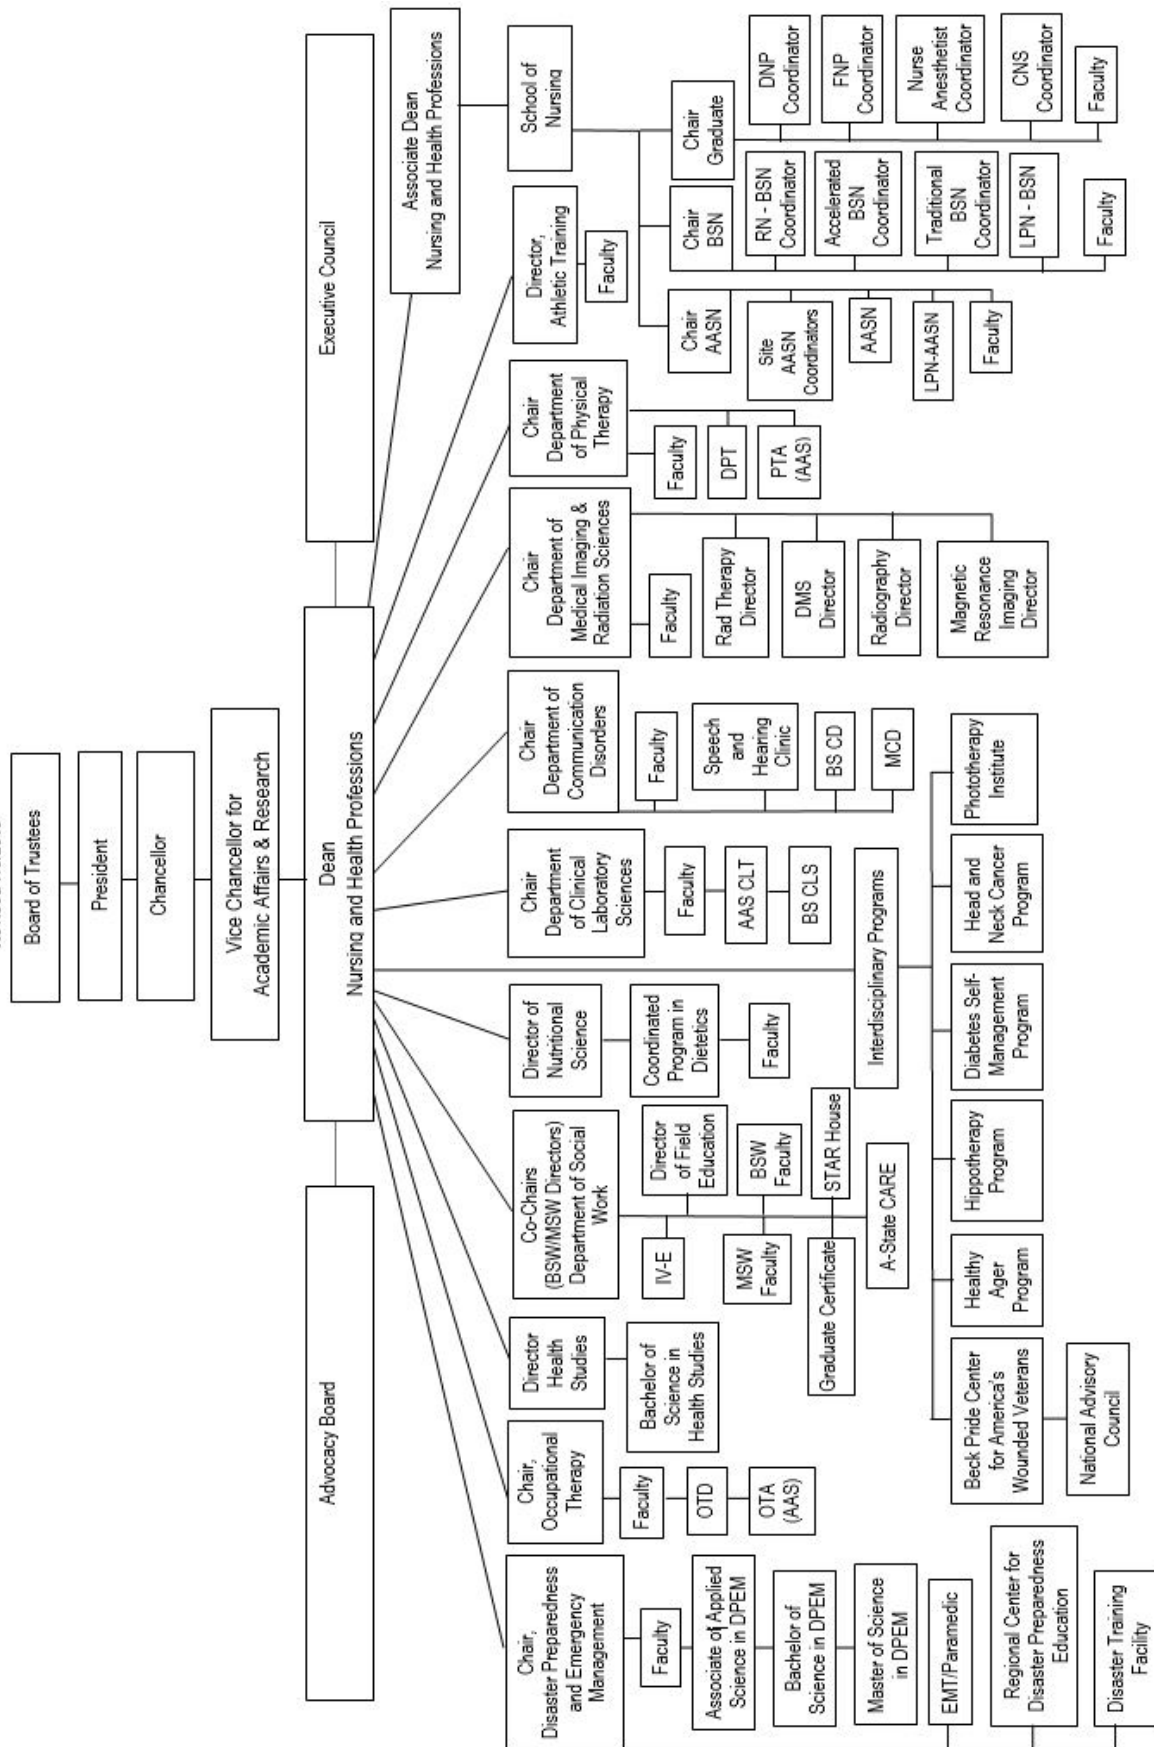 Board of Trustees
President
Chancellor
Vice Chancellor for
Academic Affairs & Research
Advocacy Board
Dean
Nursing and Health Professions
Executive Council
Associate Dean
Nursing and Health Professions
Chair,
Disaster Preparedness
and Emergency
Management
Faculty
Associate of Applied
Science in DPEM
Bachelor of
Science in DPEM
Master of Science
in DPEM
EMT/Paramedic
Regional Center for
Disaster Preparedness
Education
Disaster Training
Facility
Chair,
Occupational
Therapy
Faculty
OTD
OTA
(AAS)
Director
Health
Studies
Bachelor of
Science in
Health Studies
Co-Chairs
(BSW/MSW Directors)
Department of Social
Work
Director
of Field
Education
IV-E
BSW
Faculty
MSW
Faculty
STAR House
Graduate Certificate
A-State CARE
Director of
Nutritional
Science
Coordinated
Program in
Dietetics
Faculty
Interdisciplinary Programs
Beck Pride Center
for America's
Wounded Veterans
National Advisory
Council
Healthy
Ager
Program
Hippotherapy
Program
Diabetes Self-
Management
Program
Head and
Neck Cancer
Program
Phototherapy
Institute
Chair
Department
of Clinical
Laboratory
Sciences
Faculty
AAS CLT
BS CLS
Chair
Department of
Communication
Disorders
Faculty
Speech
and
Hearing
Clinic
BS CD
MCD
Chair
Department of
Medical Imaging &
Radiation Sciences
Faculty
Rad Therapy
Director
DMS
Director
Radiography
Director
Magnetic
Resonance
Imaging
Director
Chair
Department
of Physical
Therapy
Faculty
DPT
PTA
(AAS)
Director,
Athletic Training
Faculty
School of
Nursing
Chair
AASN
Site
AASN
Coordinators
AASN
LPN-AASN
Faculty
Chair
BSN
RN - BSN
Coordinator
Accelerated
BSN
Coordinator
Traditional
BSN
Coordinator
LPN - BSN
Faculty
Chair
Graduate
DNP
Coordinator
FNP
Coordinator
Nurse
Anesthetist
Coordinator
CNS
Coordinator
Faculty